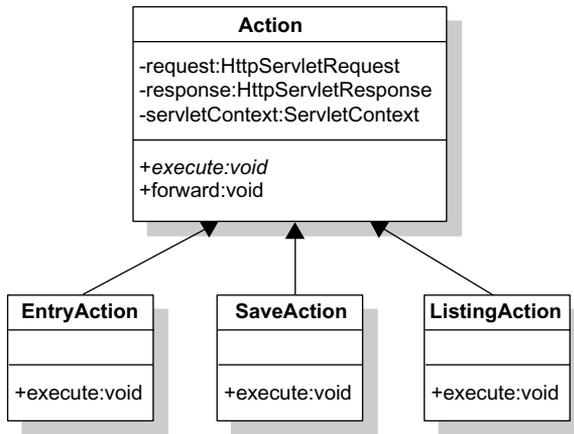 Action
-request:HttpServletRequest
-response:HttpServletResponse
-servletContext:ServletContext
+execute:void
+forward:void
EntryAction
+execute:void
SaveAction
+execute:void
ListingAction
+execute:void